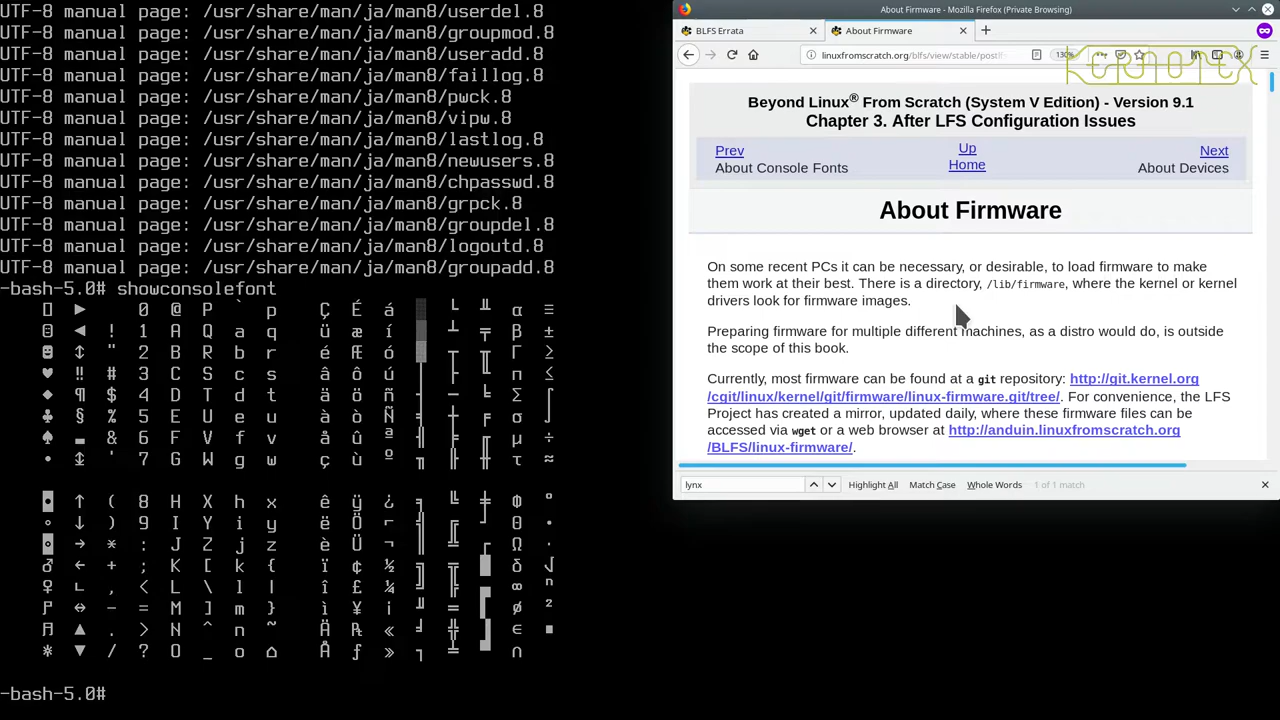 UTF-8 manual page: /usr/share/man/ja/man8/userdel.8
UTF-8 manual page: /usr/share/man/ja/man8/groupmod.8
UTF-8 manual page: /usr/share/man/ja/man8/useradd.8
UTF-8 manual page: /usr/share/man/ja/man8/faillog.8
UTF-8 manual page: /usr/share/man/ja/man8/pwck.8
UTF-8 manual page: /usr/share/man/ja/man8/vipw.8
UTF-8 manual page: /usr/share/man/ja/man8/lastlog.8
UTF-8 manual page: /usr/share/man/ja/man8/newusers.8
UTF-8 manual page: /usr/share/man/ja/man8/chpasswd.8
UTF-8 manual page: /usr/share/man/ja/man8/grpck.8
UTF-8 manual page: /usr/share/man/ja/man8/groupdel.8
UTF-8 manual page: /usr/share/man/ja/man8/logoutd.8
UTF-8 manual page: /usr/share/man/ja/man8/groupadd.8
-bash-5.0# showconsolefont
► 0 @ P ` p Ç É á ░ └ ╨ α ≡
☺ ◄ ! 1 A Q a q ü æ í ▒ ┴ ╤ β ±
☻ ↕ " 2 B R b r é Æ ó ▓ ┬ ╥ Γ ≥
♥ ‼ # 3 C S c s â ô ú │ ├ ╙ π ≤
◆ ¶ $ 4 D T d t ä ö ñ ┤ ─ ╘ Σ ⌠
♣ § % 5 E U e u à ò Ñ ╡ ┼ ╒ σ ⌡
♠ ▬ & 6 F V f v å û ª ╢ ╞ ╓ µ ÷
• ↨ ' 7 G W g w ç ù º ╖ ╟ ╫ τ ≈
◘ ↑ ( 8 H X h x ê ÿ ¿ ╕ ╚ ╪ Φ °
○ ↓ ) 9 I Y i y ë Ö ⌐ ╣ ╔ ┘ Θ ∙
◙ → * : J Z j z è Ü ¬ ║ ╩ ┌ Ω ·
♂ ← + ; K [ k { ï ¢ ½ ╗ ╦ █ δ √
♀ ∟ , < L \ l | î £ ¼ ╝ ╠ ▄ ∞ ⁿ
♪ ↔ - = M ] m } ì ¥ ¡ ╜ ═ ▌ ø ²
♫ ▲ . > N ^ n ~ Ä ₧ « ╛ ╬ ▐ ∈ ■
☼ ▼ / ? O _ o ⌂ Å ƒ » ┐ ╧ ▀ ∩
-bash-5.0#
About Firmware - Mozilla Firefox (Private Browsing)
BLFS Errata
About Firmware
linuxfromscratch.org/blfs/view/stable/postlf
130%
Beyond Linux® From Scratch (System V Edition) - Version 9.1
Chapter 3. After LFS Configuration Issues
Prev Up Next
About Console Fonts Home About Devices
About Firmware
On some recent PCs it can be necessary, or desirable, to load firmware to make
them work at their best. There is a directory, /lib/firmware, where the kernel or kernel
drivers look for firmware images.
Preparing firmware for multiple different machines, as a distro would do, is outside
the scope of this book.
Currently, most firmware can be found at a git repository: http://git.kernel.org
/cgit/linux/kernel/git/firmware/linux-firmware.git/tree/. For convenience, the LFS
Project has created a mirror, updated daily, where these firmware files can be
accessed via wget or a web browser at http://anduin.linuxfromscratch.org
/BLFS/linux-firmware/.
lynx
Highlight All Match Case Whole Words 1 of 1 match